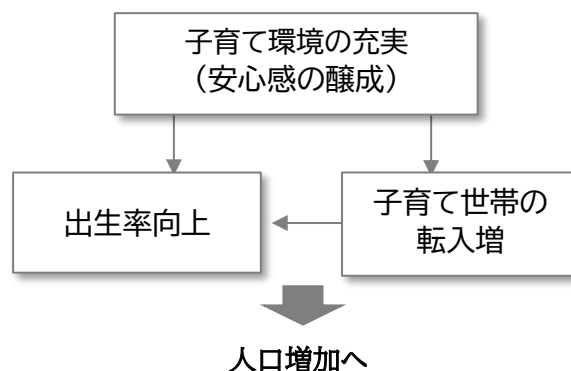 子育て環境の充実
（安心感の醸成）
出生率向上
子育て世帯の
転入増
人口増加へ